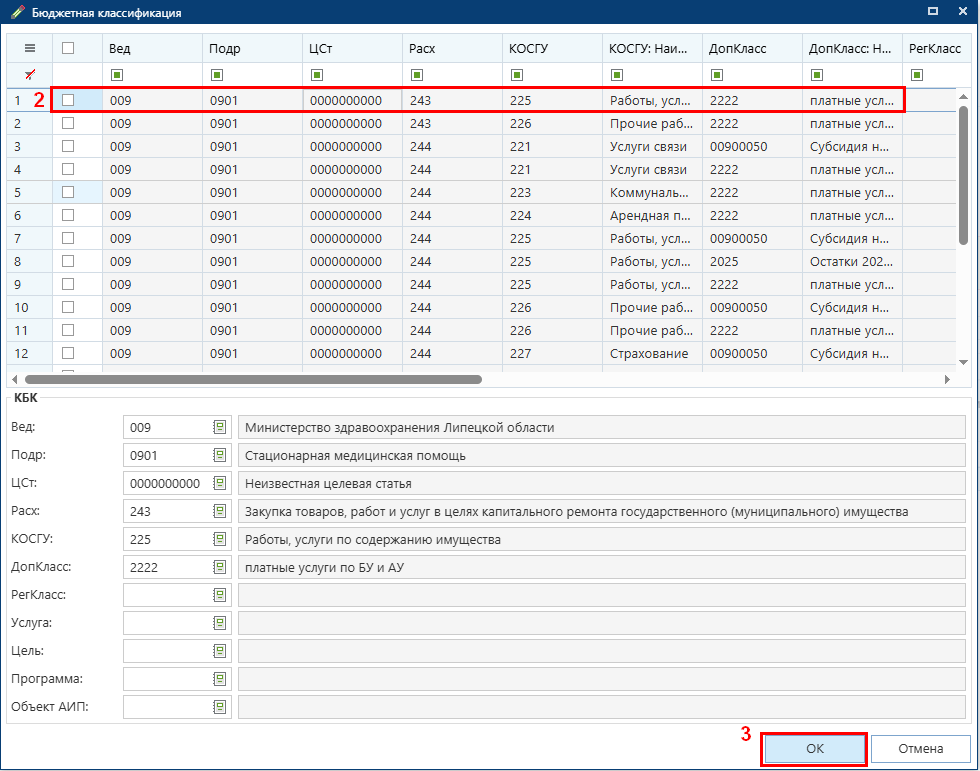 Бюджетная классификация
Вед Подр ЦСт Расх КОСГУ КОСГУ: Наи... ДопКласс ДопКласс: Н... РегКласс
1 2 009 0901 0000000000 243 225 Работы, усл... 2222 платные усл...
2 009 0901 0000000000 243 226 Прочие раб... 2222 платные усл...
3 009 0901 0000000000 244 221 Услуги связи 00900050 Субсидия н...
4 009 0901 0000000000 244 221 Услуги связи 2222 платные усл...
5 009 0901 0000000000 244 223 Коммуналь... 2222 платные усл...
6 009 0901 0000000000 244 224 Арендная п... 2222 платные усл...
7 009 0901 0000000000 244 225 Работы, усл... 00900050 Субсидия н...
8 009 0901 0000000000 244 225 Работы, усл... 2025 Остатки 202...
9 009 0901 0000000000 244 225 Работы, усл... 2222 платные усл...
10 009 0901 0000000000 244 226 Прочие раб... 00900050 Субсидия н...
11 009 0901 0000000000 244 226 Прочие раб... 2222 платные усл...
12 009 0901 0000000000 244 227 Страхование 00900050 Субсидия н...
КБК
Вед: 009 Министерство здравоохранения Липецкой области
Подр: 0901 Стационарная медицинская помощь
ЦСт: 0000000000 Неизвестная целевая статья
Расх: 243 Закупка товаров, работ и услуг в целях капитального ремонта государственного (муниципального) имущества
КОСГУ: 225 Работы, услуги по содержанию имущества
ДопКласс: 2222 платные услуги по БУ и АУ
РегКласс:
Услуга:
Цель:
Программа:
Объект АИП:
3 ОК Отмена